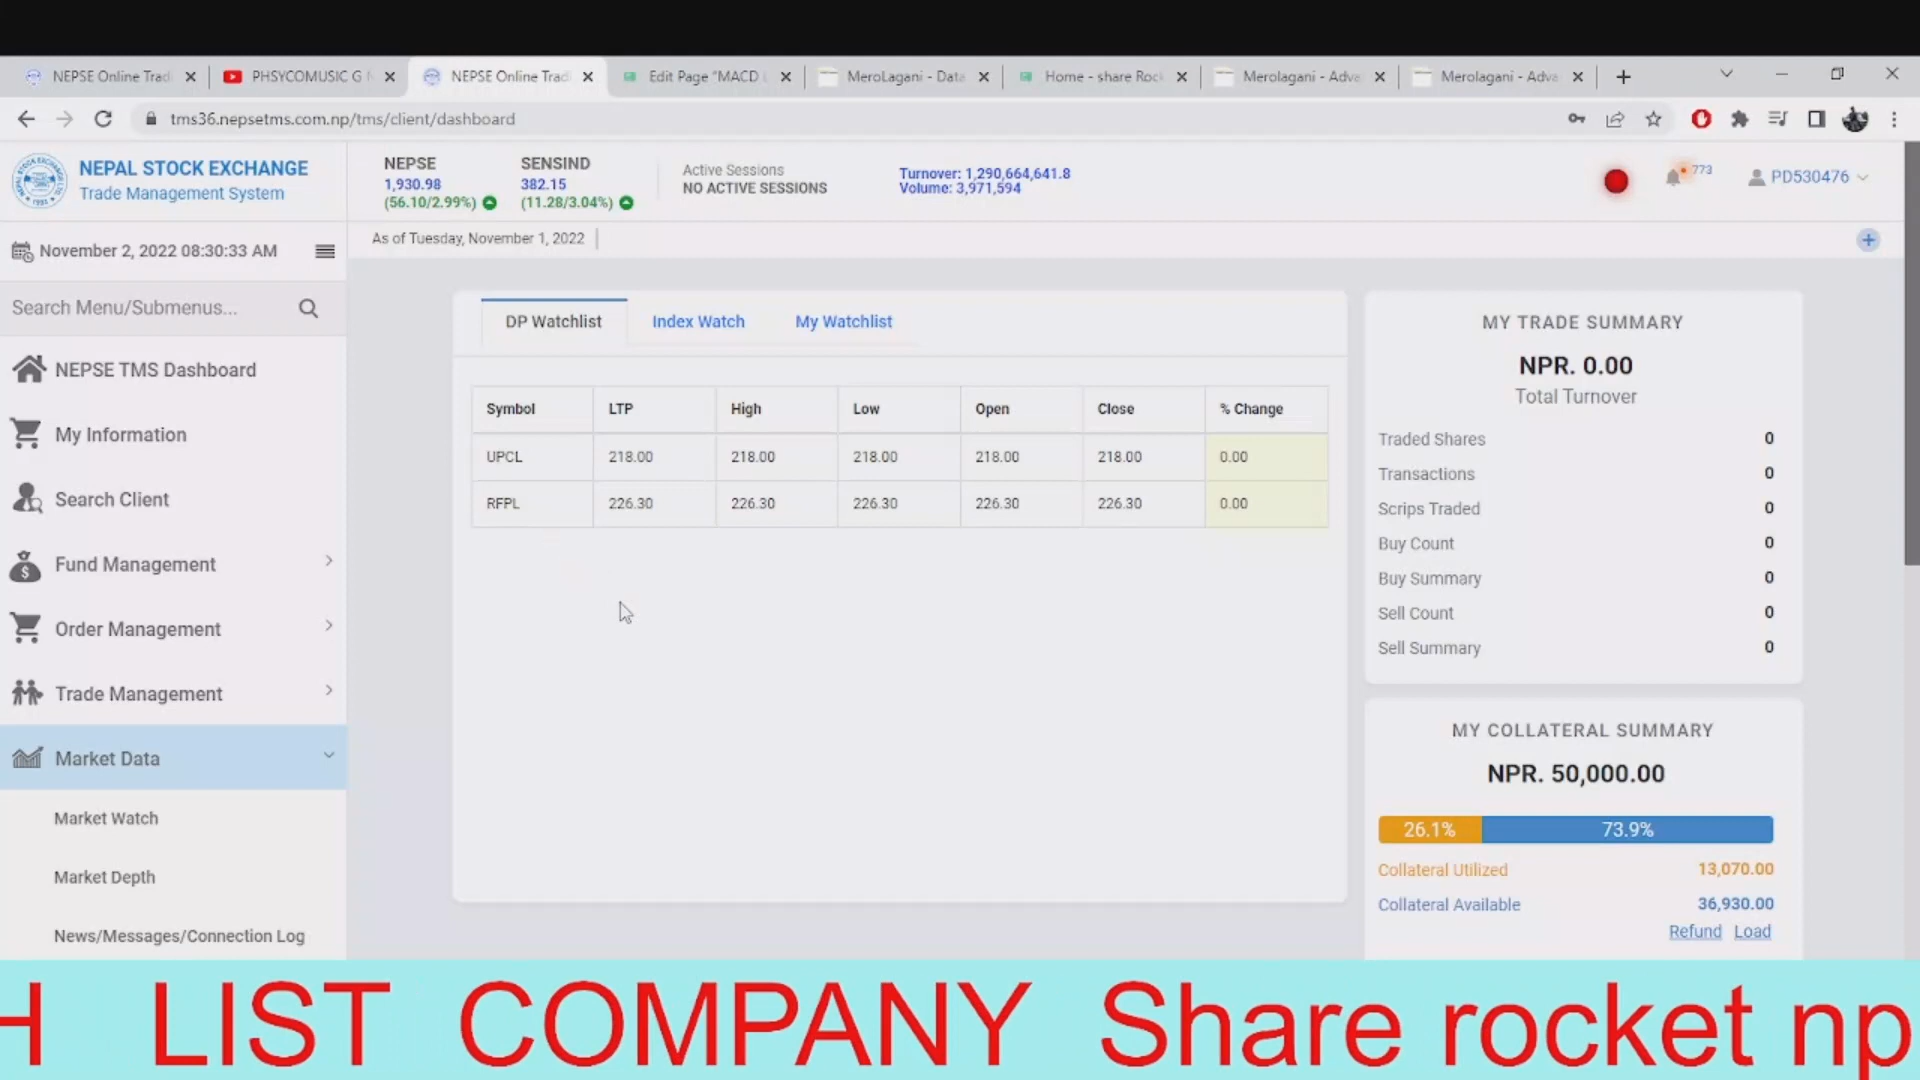 NEPSE Online Tradi
PHSYCOMUSIC G
NEPSE Online Tradi
Edit Page "MACD
MeroLagani - Data
Home - share Rock
Merolagani - Adva
Merolagani - Adva
tms36.nepsetms.com.np/tms/client/dashboard
NEPAL STOCK EXCHANGE
Trade Management System
NEPSE
1,930.98
(56.10/2.99%)
SENSIND
382.15
(11.28/3.04%)
Active Sessions
NO ACTIVE SESSIONS
Turnover: 1,290,664,641.8
Volume: 3,971,594
773
PD530476
November 2, 2022 08:30:33 AM
As of Tuesday, November 1, 2022
Search Menu/Submenus...
NEPSE TMS Dashboard
My Information
Search Client
Fund Management
Order Management
Trade Management
Market Data
Market Watch
Market Depth
News/Messages/Connection Log
DP Watchlist Index Watch My Watchlist
Symbol LTP High Low Open Close % Change
UPCL 218.00 218.00 218.00 218.00 218.00 0.00
RFPL 226.30 226.30 226.30 226.30 226.30 0.00
MY TRADE SUMMARY
NPR. 0.00
Total Turnover
Traded Shares 0
Transactions 0
Scrips Traded 0
Buy Count 0
Buy Summary 0
Sell Count 0
Sell Summary 0
MY COLLATERAL SUMMARY
NPR. 50,000.00
26.1% 73.9%
Collateral Utilized 13,070.00
Collateral Available 36,930.00
Refund Load
H LIST COMPANY Share rocket np